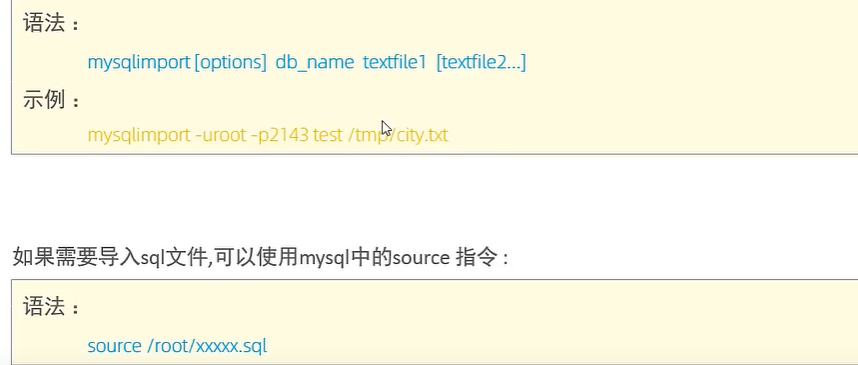 语法：
mysqlimport [options] db_name textfile1 [textfile2...]
示例：
mysqlimport -uroot -p2143 test /tmp/city.txt
如果需要导入sql文件,可以使用mysql中的source 指令 :
语法：
source /root/xxxxx.sql